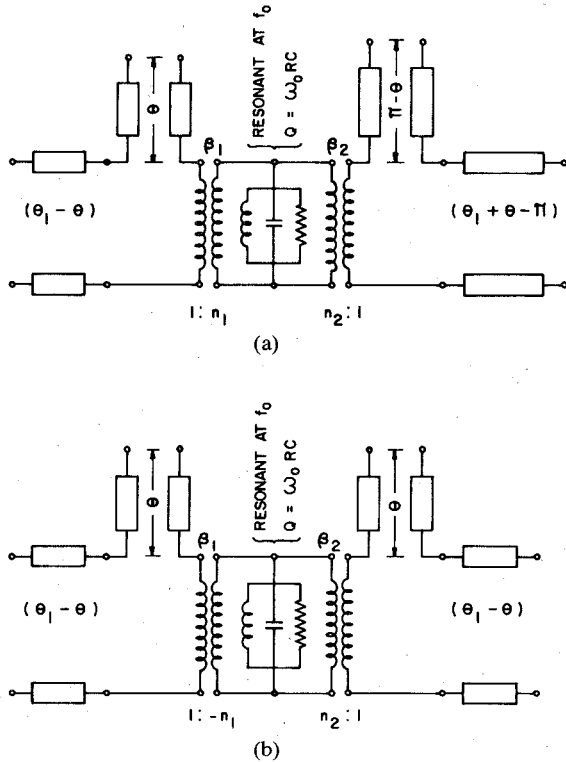 RESONANT AT f₀
Q = ω₀ RC
θ
π-θ
β₁
β₂
(θ₁ - θ)
(θ₁ + θ - π)
1 : n₁
n₂ : 1
(a)
RESONANT AT f₀
Q = ω₀ RC
θ
θ
β₁
β₂
(θ₁ - θ)
(θ₁ - θ)
1 : -n₁
n₂ : 1
(b)